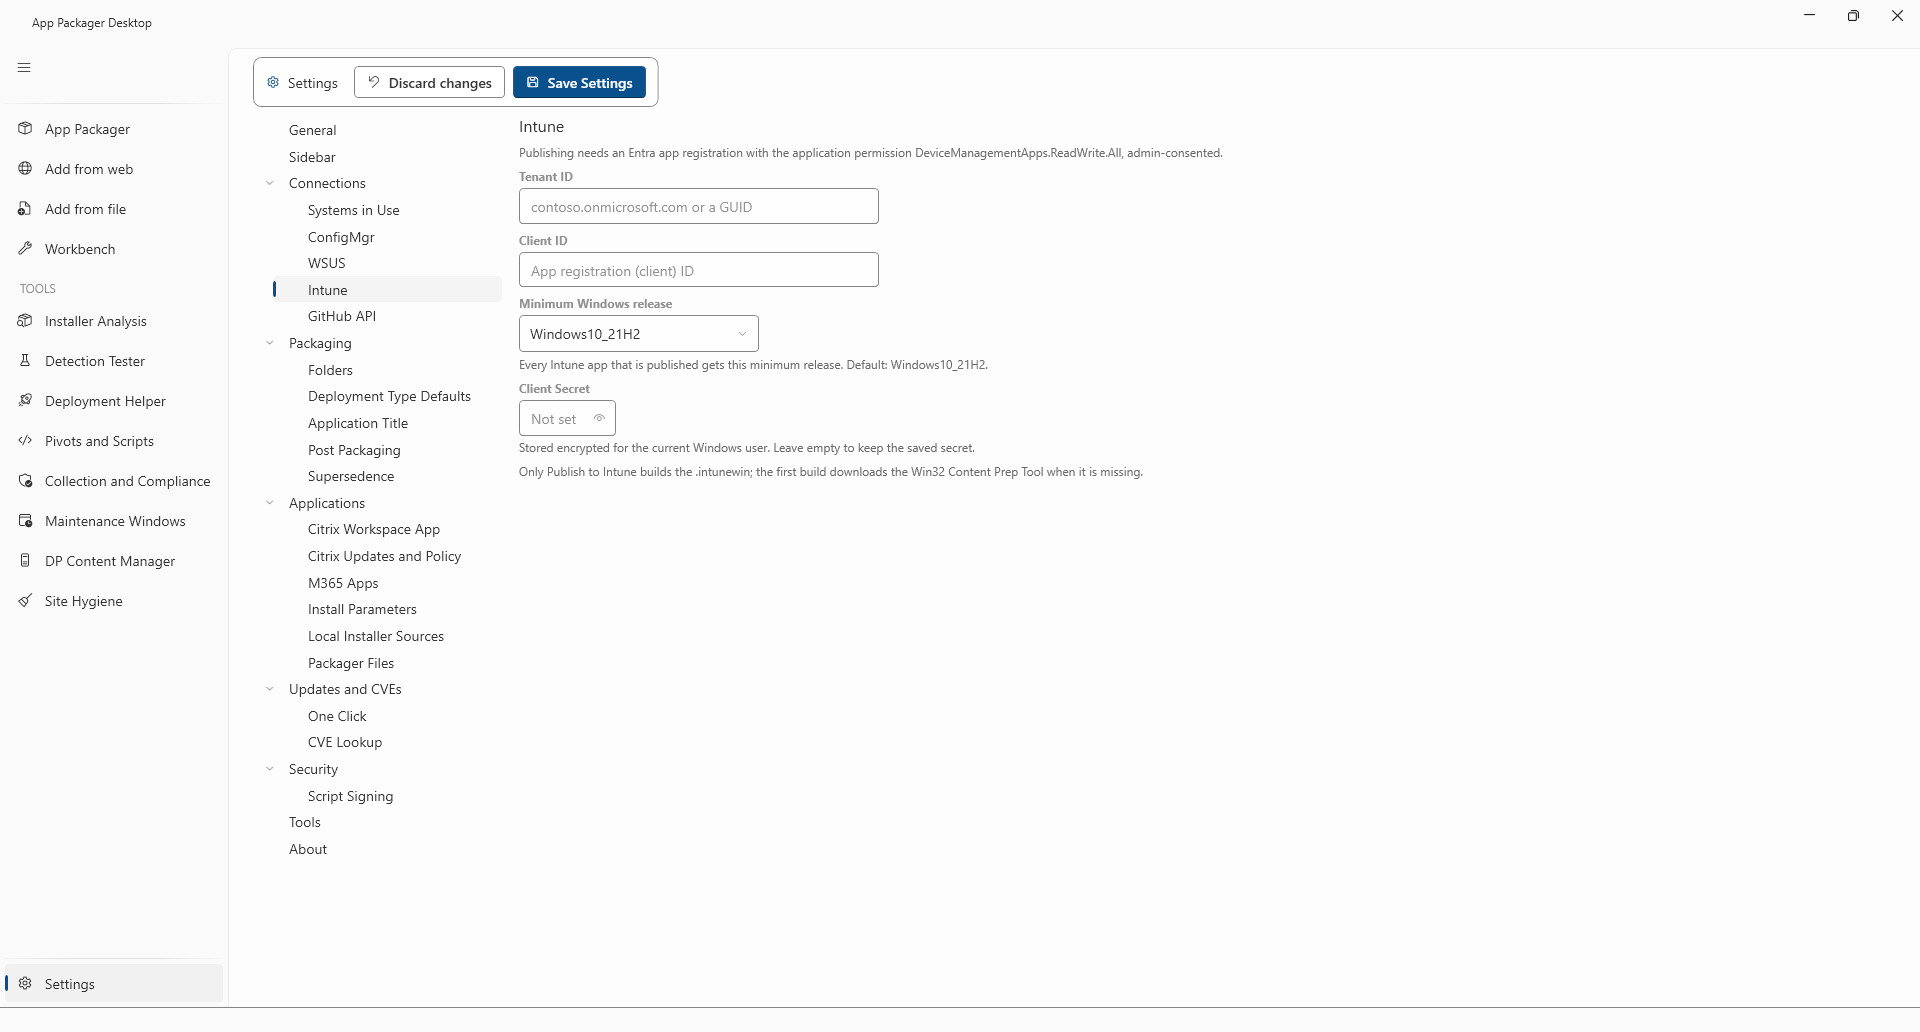 App Packager Desktop
App Packager
Add from web
Add from file
Workbench
TOOLS
Installer Analysis
Detection Tester
Deployment Helper
Pivots and Scripts
Collection and Compliance
Maintenance Windows
DP Content Manager
Site Hygiene
Settings
Settings
Discard changes
Save Settings
General
Sidebar
Connections
Systems in Use
ConfigMgr
WSUS
Intune
GitHub API
Packaging
Folders
Deployment Type Defaults
Application Title
Post Packaging
Supersedence
Applications
Citrix Workspace App
Citrix Updates and Policy
M365 Apps
Install Parameters
Local Installer Sources
Packager Files
Updates and CVEs
One Click
CVE Lookup
Security
Script Signing
Tools
About
Intune
Publishing needs an Entra app registration with the application permission DeviceManagementApps.ReadWrite.All, admin-consented.
Tenant ID
contoso.onmicrosoft.com or a GUID
Client ID
App registration (client) ID
Minimum Windows release
Windows10_21H2
Every Intune app that is published gets this minimum release. Default: Windows10_21H2.
Client Secret
Not set
Stored encrypted for the current Windows user. Leave empty to keep the saved secret.
Only Publish to Intune builds the .intunewin; the first build downloads the Win32 Content Prep Tool when it is missing.